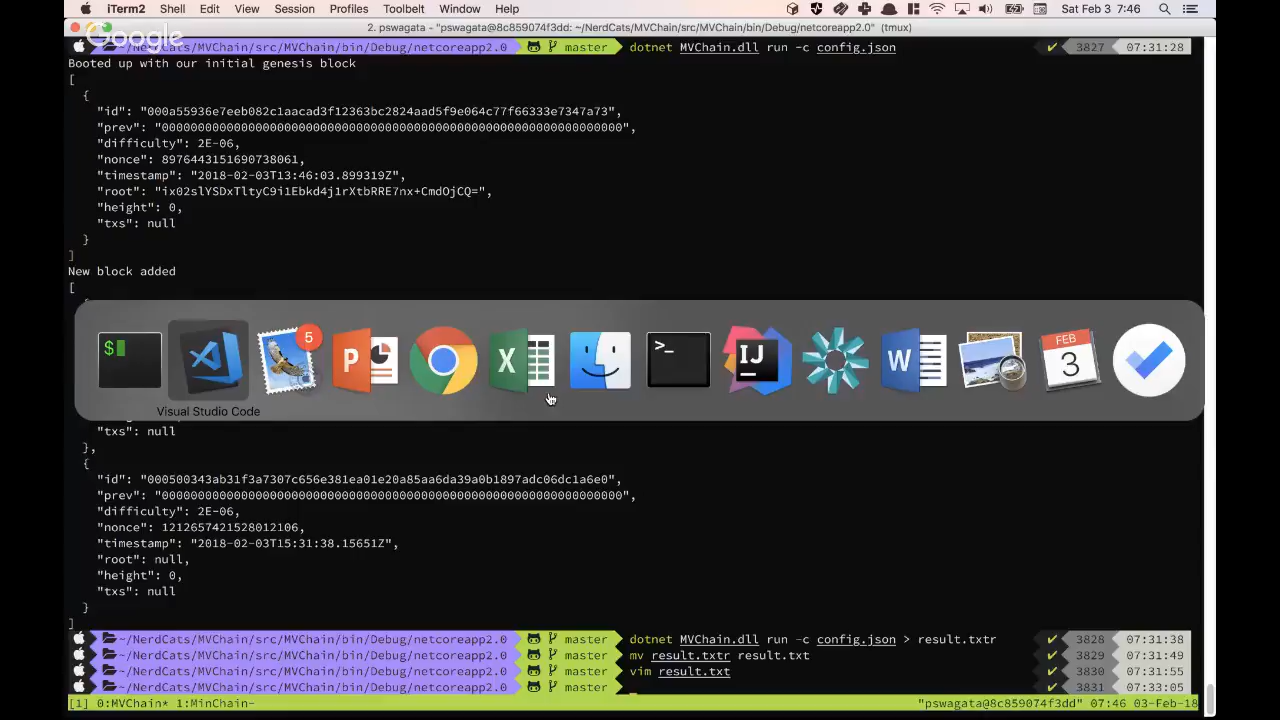 iTerm2 Shell Edit View Session Profiles Toolbelt Window Help Sat Feb 3 7:46
2. pswagata@8c859074f3dd: ~/NerdCats/MVChain/src/MVChain/bin/Debug/netcoreapp2.0 "pswagata@8c859074f3dd" (tmux)
Google
~/NerdCats/MVChain/src/MVChain/bin/Debug/netcoreapp2.0 master dotnet MVChain.dll run -c config.json ✔ 3827 07:31:28
Booted up with our initial genesis block
[
{
"id": "000a55936e7eeb082c1aacad3f12363bc2824aad5f9e064c77f66333e7347a73",
"prev": "0000000000000000000000000000000000000000000000000000000000000000",
"difficulty": 2E-06,
"nonce": 8976443151690738061,
"timestamp": "2018-02-03T13:46:03.899319Z",
"root": "ix02slYSDxTltyC9i1Ebkd4j1rXtbRRE7nx+CmdOjCQ=",
"height": 0,
"txs": null
}
]
New block added
[
$
5
P
X
>_
IJ
W
FEB
3
Visual Studio Code
"txs": null
},
{
"id": "000500343ab31f3a7307c656e381ea01e20a85aa6da39a0b1897adc06dc1a6e0",
"prev": "0000000000000000000000000000000000000000000000000000000000000000",
"difficulty": 2E-06,
"nonce": 1212657421528012106,
"timestamp": "2018-02-03T15:31:38.15651Z",
"root": null,
"height": 0,
"txs": null
}
]
~/NerdCats/MVChain/src/MVChain/bin/Debug/netcoreapp2.0 master dotnet MVChain.dll run -c config.json > result.txtr ✔ 3828 07:31:38
~/NerdCats/MVChain/src/MVChain/bin/Debug/netcoreapp2.0 master mv result.txtr result.txt ✔ 3829 07:31:49
~/NerdCats/MVChain/src/MVChain/bin/Debug/netcoreapp2.0 master vim result.txt ✔ 3830 07:31:55
~/NerdCats/MVChain/src/MVChain/bin/Debug/netcoreapp2.0 master ✔ 3831 07:33:05
[1] 0:MVChain* 1:MinChain- "pswagata@8c859074f3dd" 07:46 03-Feb-18